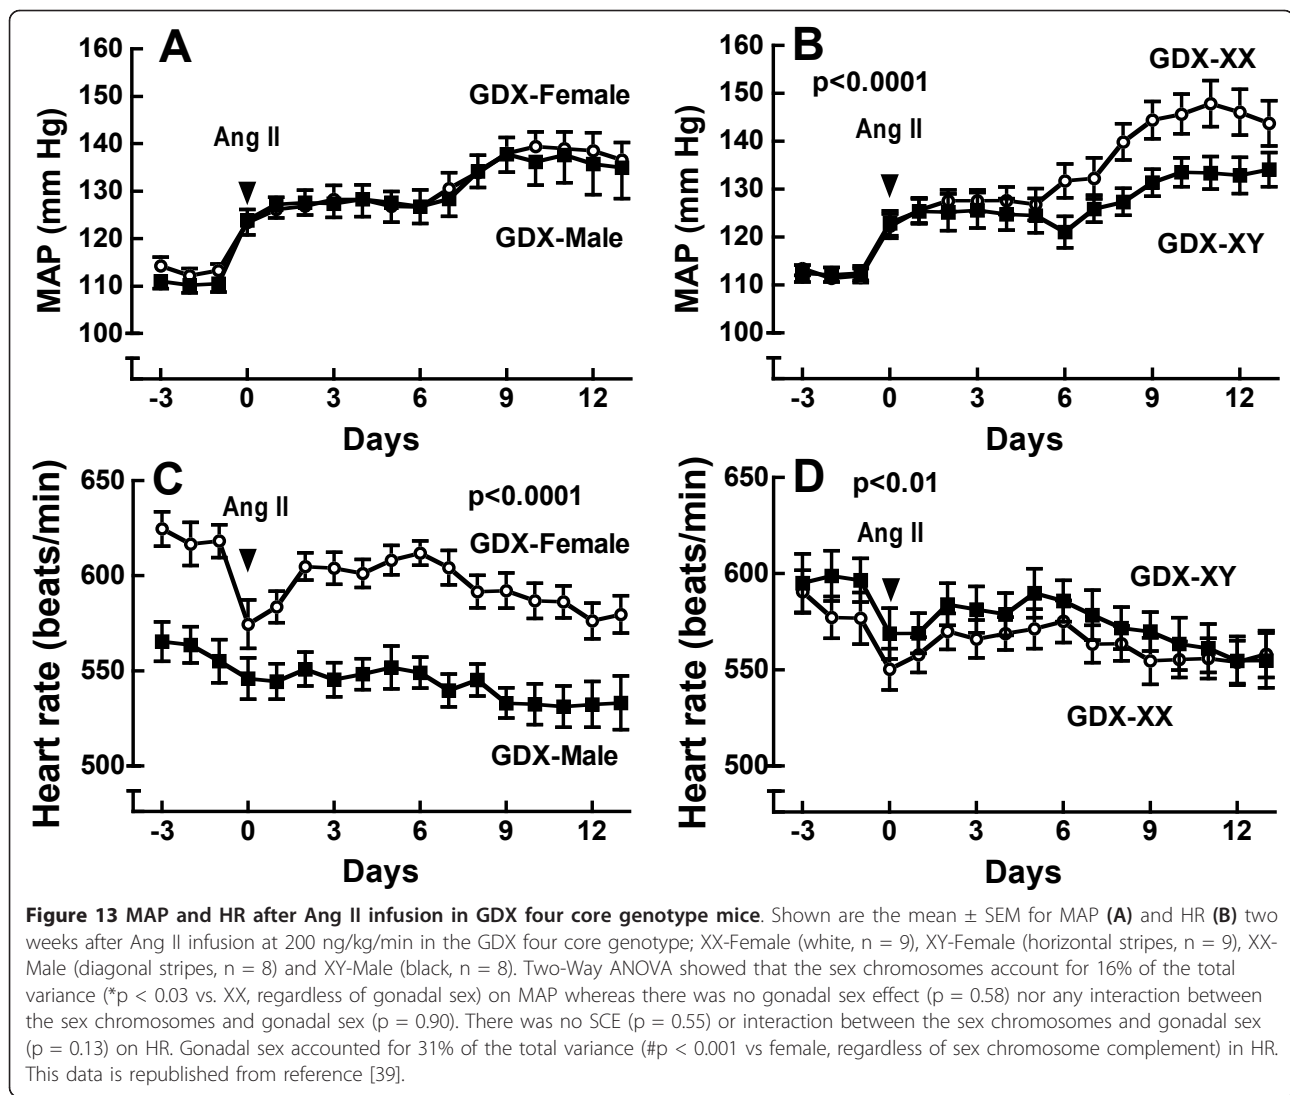 A
160
150
140
130
120
110
100
MAP (mm Hg)
Ang II
GDX-Female
GDX-Male
-3 0 3 6 9 12
Days
B
160
150
140
130
120
110
100
MAP (mm Hg)
p<0.0001
Ang II
GDX-XX
GDX-XY
-3 0 3 6 9 12
Days
C
650
600
550
500
Heart rate (beats/min)
Ang II
p<0.0001
GDX-Female
GDX-Male
-3 0 3 6 9 12
Days
D
650
600
550
500
Heart rate (beats/min)
p<0.01
Ang II
GDX-XY
GDX-XX
-3 0 3 6 9 12
Days
Figure 13 MAP and HR after Ang II infusion in GDX four core genotype mice. Shown are the mean ± SEM for MAP (A) and HR (B) two
weeks after Ang II infusion at 200 ng/kg/min in the GDX four core genotype; XX-Female (white, n = 9), XY-Female (horizontal stripes, n = 9), XX-
Male (diagonal stripes, n = 8) and XY-Male (black, n = 8). Two-Way ANOVA showed that the sex chromosomes account for 16% of the total
variance (*p < 0.03 vs. XX, regardless of gonadal sex) on MAP whereas there was no gonadal sex effect (p = 0.58) nor any interaction between
the sex chromosomes and gonadal sex (p = 0.90). There was no SCE (p = 0.55) or interaction between the sex chromosomes and gonadal sex
(p = 0.13) on HR. Gonadal sex accounted for 31% of the total variance (#p < 0.001 vs female, regardless of sex chromosome complement) in HR.
This data is republished from reference [39].